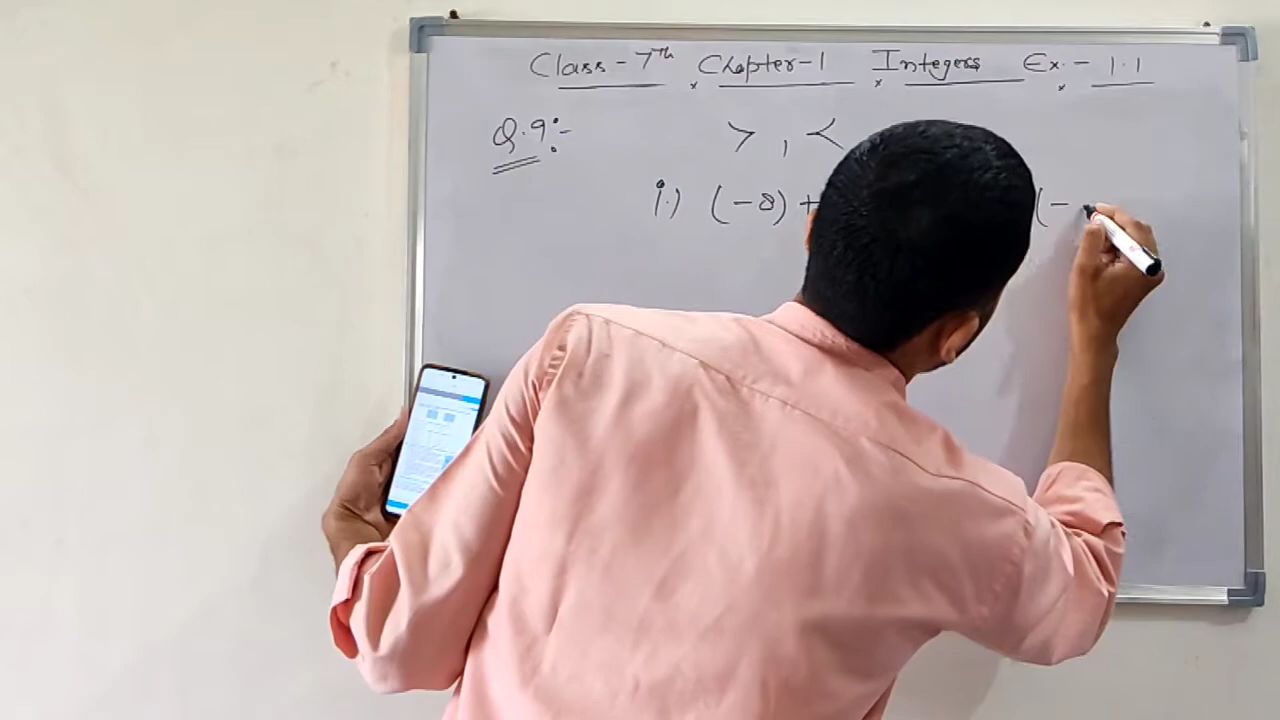 Class - 7th Chapter - 1 Integers Ex. - 1.1
Q.9:-
> , <
i.) (-8) + (-